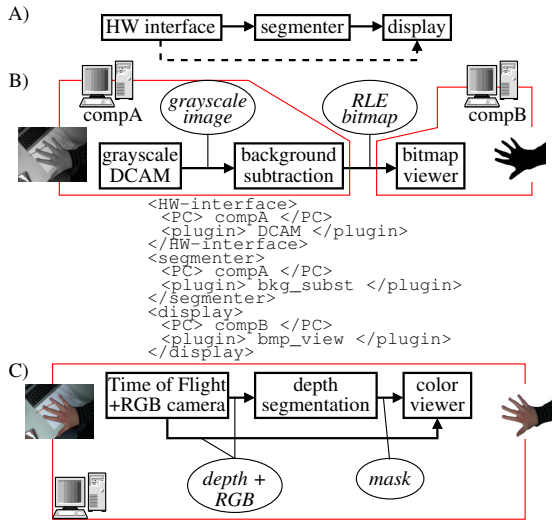 A)
HW interface
segmenter
display
B)
compA
grayscale
image
RLE
bitmap
compB
grayscale
DCAM
background
subtraction
bitmap
viewer
<HW-interface>
<PC> compA </PC>
<plugin> DCAM </plugin>
</HW-interface>
<segmenter>
<PC> compA </PC>
<plugin> bkg_subst </plugin>
</segmenter>
<display>
<PC> compB </PC>
<plugin> bmp_view </plugin>
</display>
C)
Time of Flight
+RGB camera
depth
segmentation
color
viewer
depth +
RGB
mask